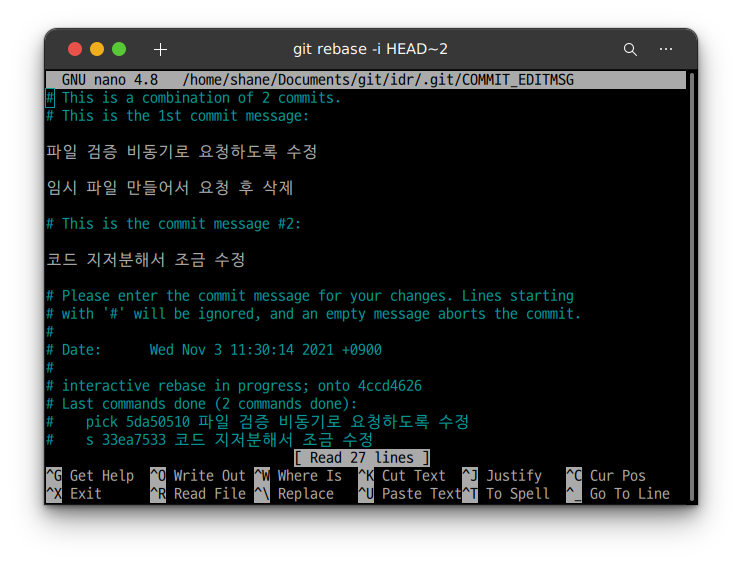 git rebase -i HEAD~2
GNU nano 4.8 /home/shane/Documents/git/idr/.git/COMMIT_EDITMSG
# This is a combination of 2 commits.
# This is the 1st commit message:
파일 검증 비동기로 요청하도록 수정
임시 파일 만들어서 요청 후 삭제
# This is the commit message #2:
코드 지저분해서 조금 수정
# Please enter the commit message for your changes. Lines starting
# with '#' will be ignored, and an empty message aborts the commit.
#
# Date:      Wed Nov 3 11:30:14 2021 +0900
#
# interactive rebase in progress; onto 4ccd4626
# Last commands done (2 commands done):
#    pick 5da50510 파일 검증 비동기로 요청하도록 수정
#    s 33ea7533 코드 지저분해서 조금 수정
[ Read 27 lines ]
^G Get Help ^O Write Out ^W Where Is ^K Cut Text ^J Justify ^C Cur Pos
^X Exit ^R Read File ^\ Replace ^U Paste Text ^T To Spell ^_ Go To Line